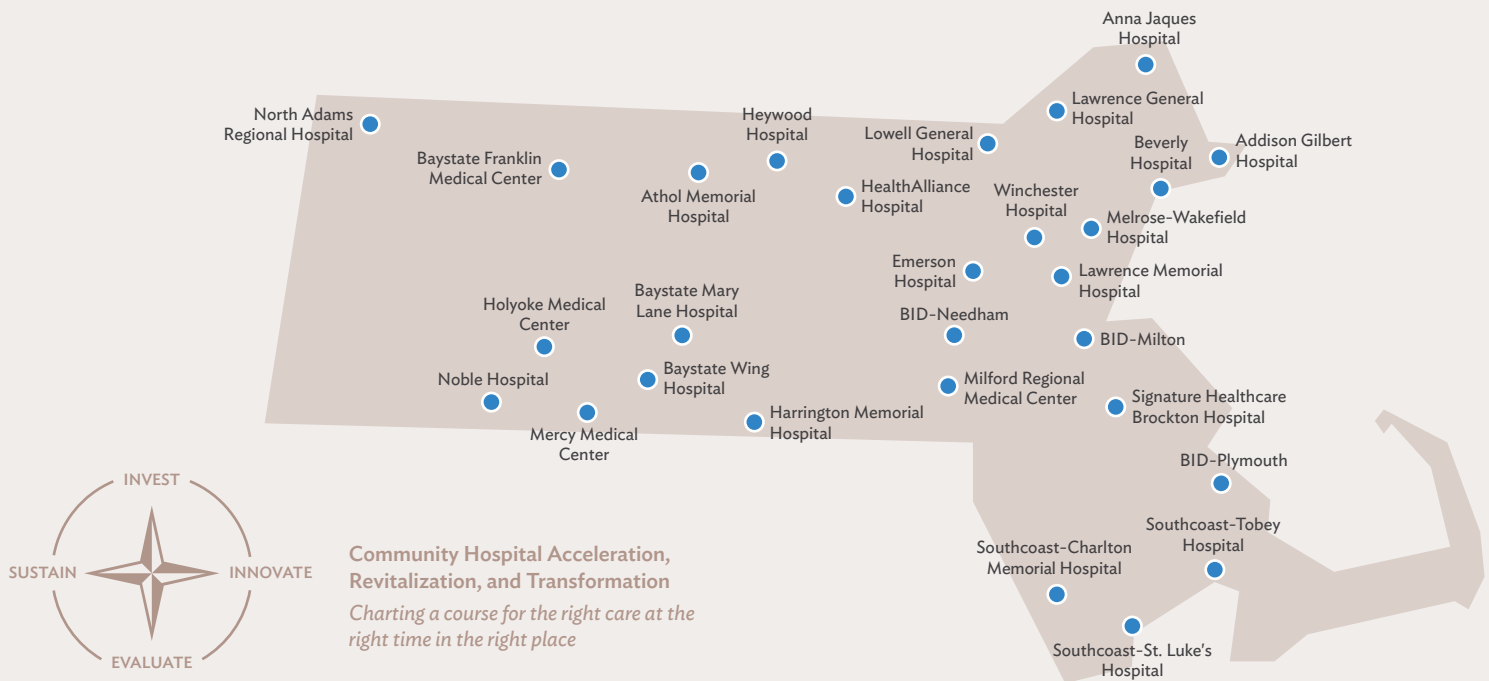 Anna Jaques
Hospital
North Adams
Regional Hospital
Baystate Franklin
Medical Center
Athol Memorial
Hospital
Heywood
Hospital
HealthAlliance
Hospital
Lowell General
Hospital
Lawrence General
Hospital
Beverly
Hospital
Addison Gilbert
Hospital
Winchester
Hospital
Melrose-Wakefield
Hospital
Emerson
Hospital
Lawrence Memorial
Hospital
Holyoke Medical
Center
Baystate Mary
Lane Hospital
BID-Needham
BID-Milton
Noble Hospital
Baystate Wing
Hospital
Milford Regional
Medical Center
Signature Healthcare
Brockton Hospital
Mercy Medical
Center
Harrington Memorial
Hospital
BID-Plymouth
Southcoast-Tobey
Hospital
Southcoast-Charlton
Memorial Hospital
Southcoast-St. Luke's
Hospital
INVEST
SUSTAIN
INNOVATE
EVALUATE
Community Hospital Acceleration,
Revitalization, and Transformation
Charting a course for the right care at the
right time in the right place